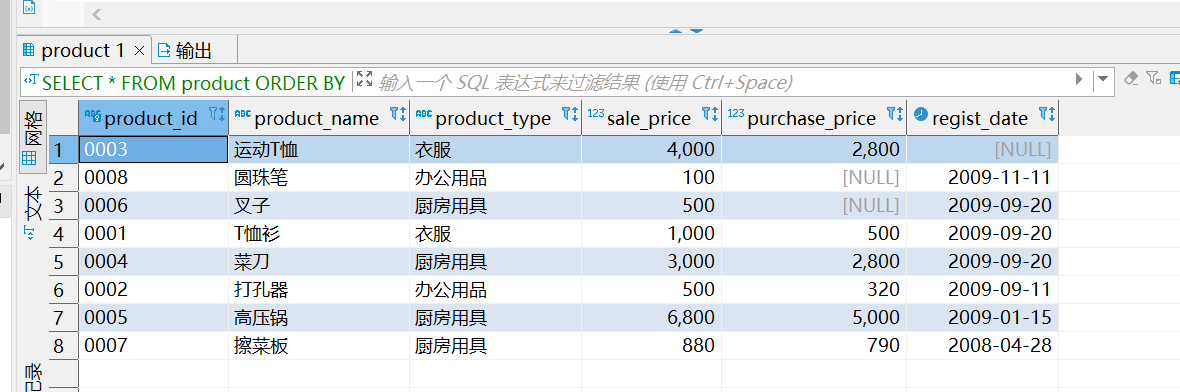 product 1
输出
SELECT * FROM product ORDER BY 输入一个 SQL 表达式来过滤结果 (使用 Ctrl+Space)
网格
文本
记录
ABC product_id ABC product_name ABC product_type 123 sale_price 123 purchase_price regist_date
1 0003 运动T恤 衣服 4,000 2,800 [NULL]
2 0008 圆珠笔 办公用品 100 [NULL] 2009-11-11
3 0006 叉子 厨房用具 500 [NULL] 2009-09-20
4 0001 T恤衫 衣服 1,000 500 2009-09-20
5 0004 菜刀 厨房用具 3,000 2,800 2009-09-20
6 0002 打孔器 办公用品 500 320 2009-09-11
7 0005 高压锅 厨房用具 6,800 5,000 2009-01-15
8 0007 擦菜板 厨房用具 880 790 2008-04-28